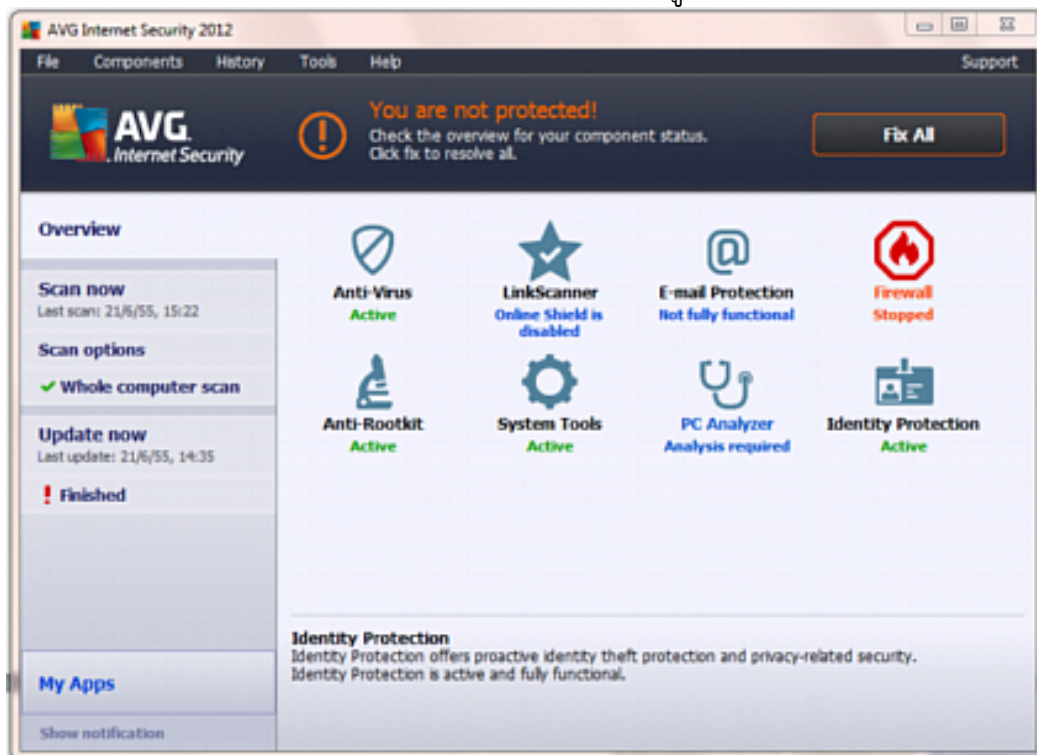 AVG Internet Security 2012
File Components History Tools Help Support
AVG.
Internet Security
You are not protected!
Check the overview for your component status.
Click fix to resolve all.
Fix All
Overview
Scan now
Last scan: 21/6/55, 15:22
Scan options
Whole computer scan
Update now
Last update: 21/6/55, 14:35
Finished
My Apps
Show notification
Anti-Virus
Active
LinkScanner
Online Shield is
disabled
E-mail Protection
Not fully functional
Firewall
Stopped
Anti-Rootkit
Active
System Tools
Active
PC Analyzer
Analysis required
Identity Protection
Active
Identity Protection
Identity Protection offers proactive identity theft protection and privacy-related security.
Identity Protection is active and fully functional.